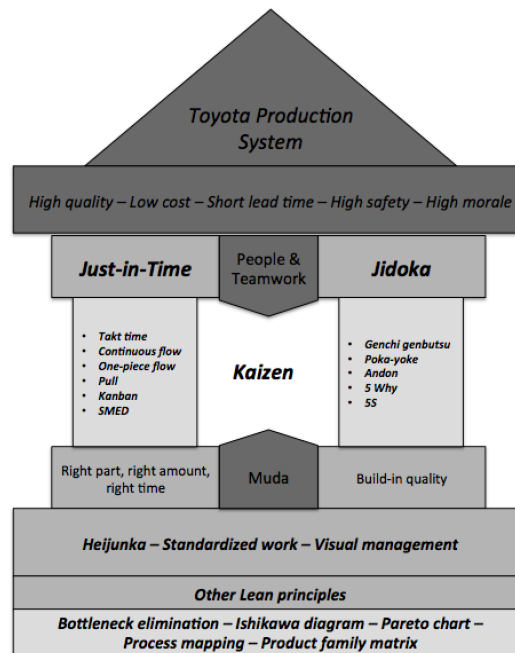 Toyota Production
System
High quality – Low cost – Short lead time – High safety – High morale
Just-in-Time
People &
Teamwork
Jidoka
• Takt time
• Continuous flow
• One-piece flow
• Pull
• Kanban
• SMED
Kaizen
• Genchi genbutsu
• Poka-yoke
• Andon
• 5 Why
• 5S
Right part, right amount,
right time
Muda
Build-in quality
Heijunka – Standardized work – Visual management
Other Lean principles
Bottleneck elimination – Ishikawa diagram – Pareto chart –
Process mapping – Product family matrix